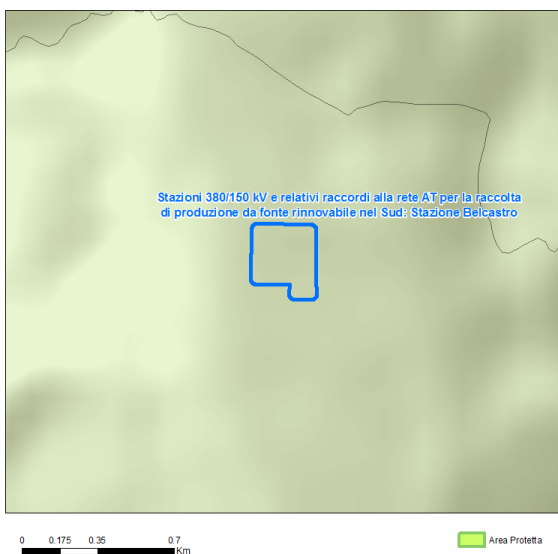 Stazioni 380/150 kV e relativi raccordi alla rete AT per la raccolta
di produzione da fonte rinnovabile nel Sud: Stazione Belcastro
0 0.175 0.35 0.7
Km
Area Protetta